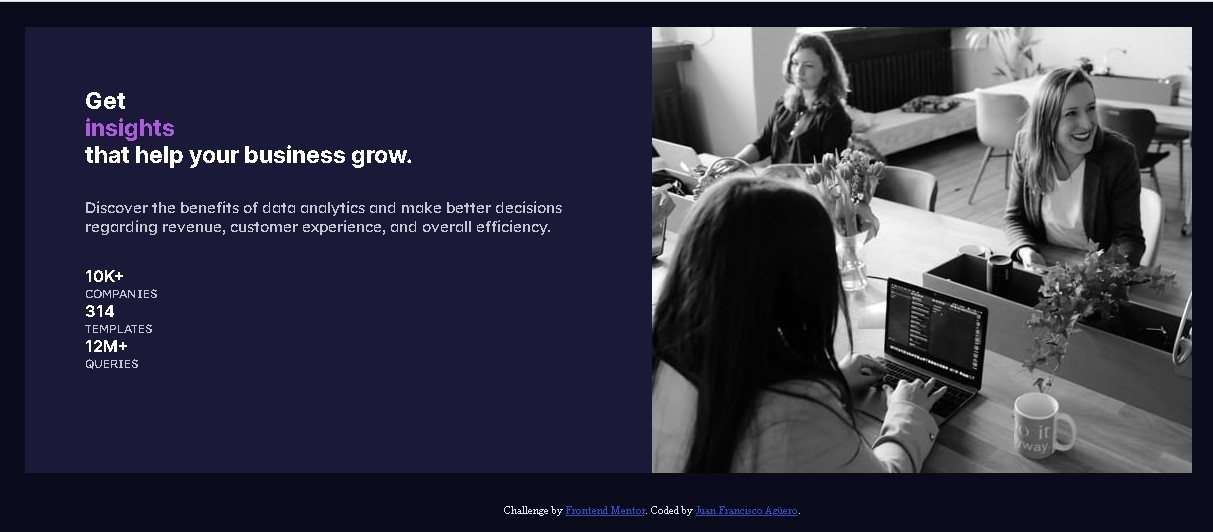 Get
insights
that help your business grow.
Discover the benefits of data analytics and make better decisions
regarding revenue, customer experience, and overall efficiency.
10K+
COMPANIES
314
TEMPLATES
12M+
QUERIES
Challenge by Frontend Mentor. Coded by Juan Francisco Agüero.